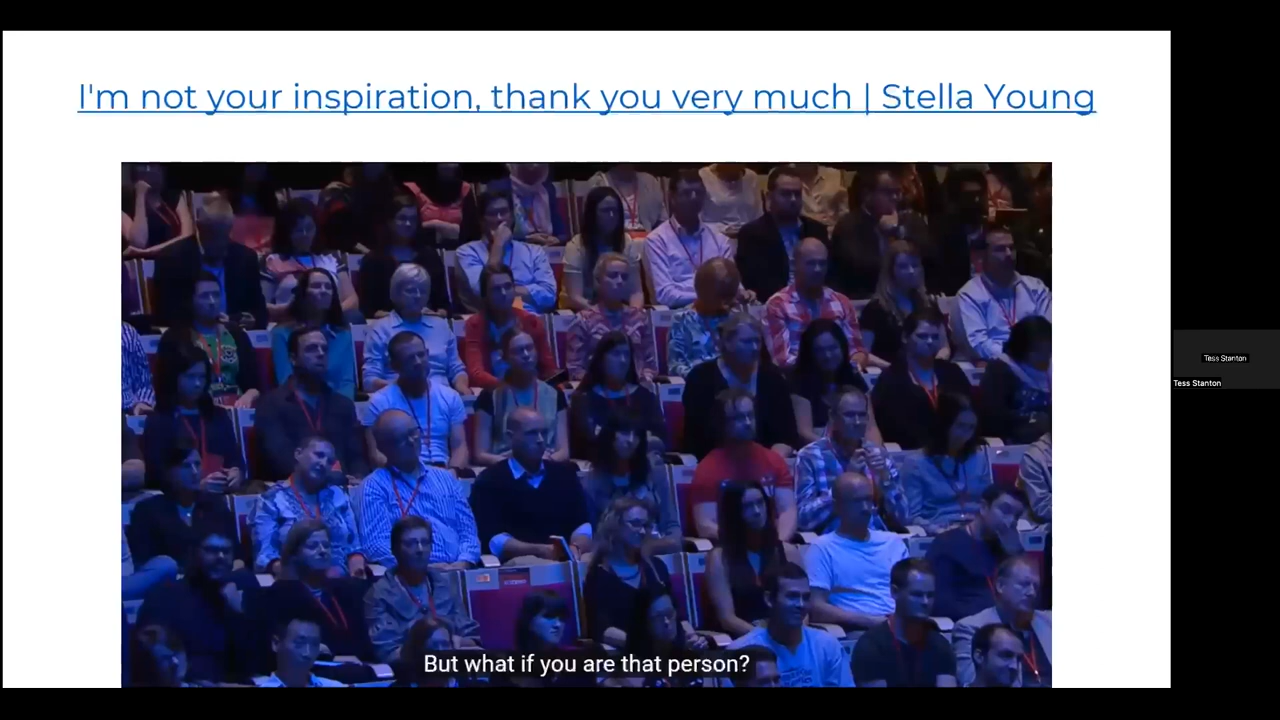 I'm not your inspiration, thank you very much | Stella Young
Tess Stanton
Tess Stanton
But what if you are that person?